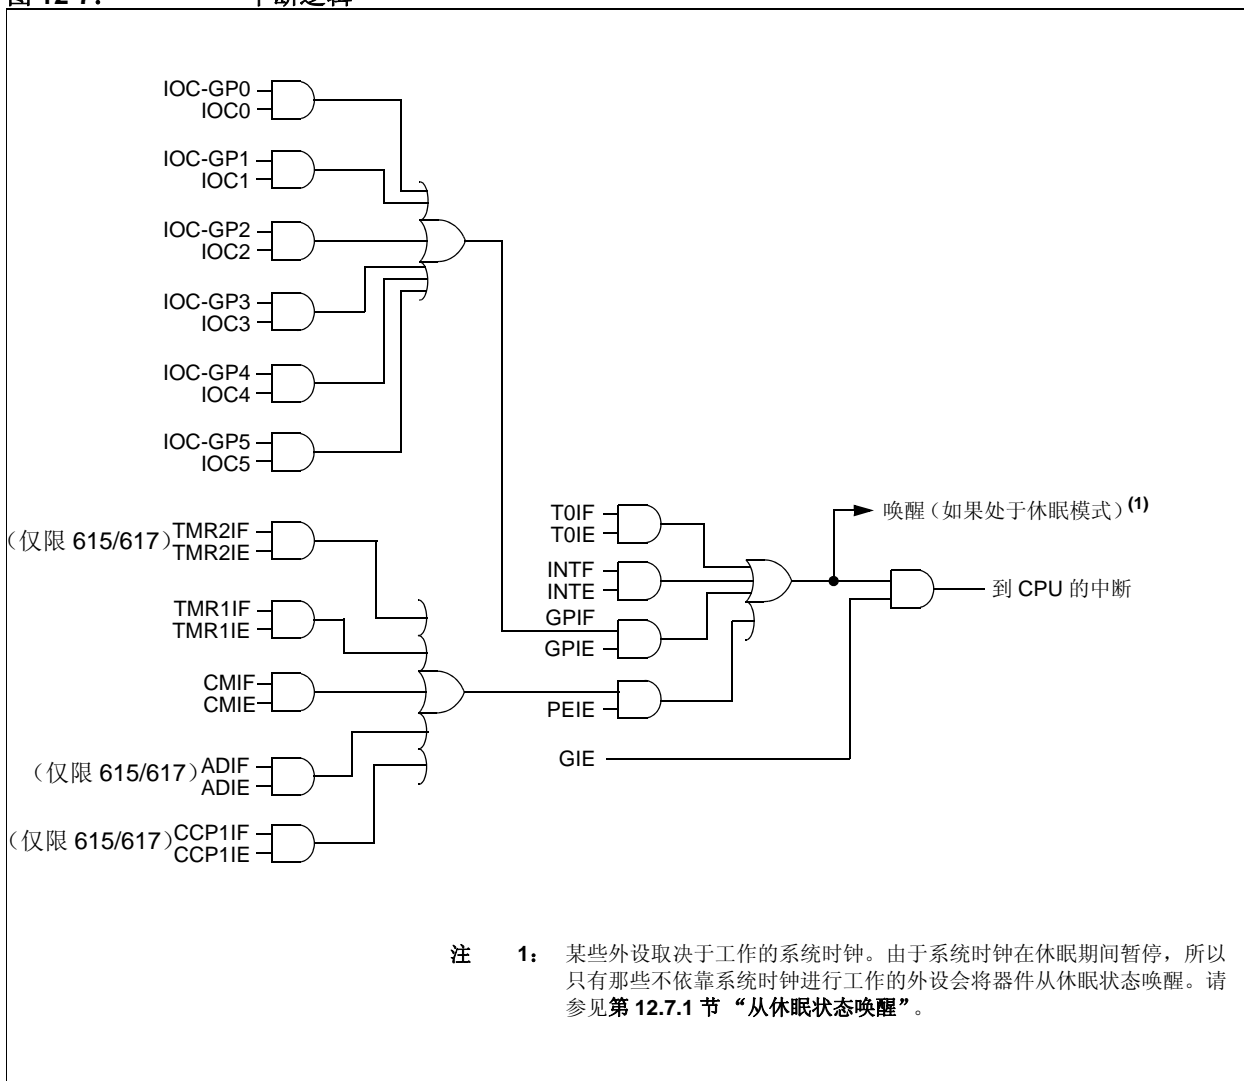 图 12-7： 中断逻辑
IOC-GP0
IOC0
IOC-GP1
IOC1
IOC-GP2
IOC2
IOC-GP3
IOC3
IOC-GP4
IOC4
IOC-GP5
IOC5
（仅限 615/617）TMR2IF
TMR2IE
TMR1IF
TMR1IE
CMIF
CMIE
（仅限 615/617）ADIF
ADIE
（仅限 615/617）CCP1IF
CCP1IE
T0IF
T0IE
INTF
INTE
GPIF
GPIE
PEIE
GIE
唤醒（如果处于休眠模式）(1)
到 CPU 的中断
注 1： 某些外设取决于工作的系统时钟。由于系统时钟在休眠期间暂停，所以
只有那些不依靠系统时钟进行工作的外设会将器件从休眠状态唤醒。请
参见第 12.7.1 节 “从休眠状态唤醒”。